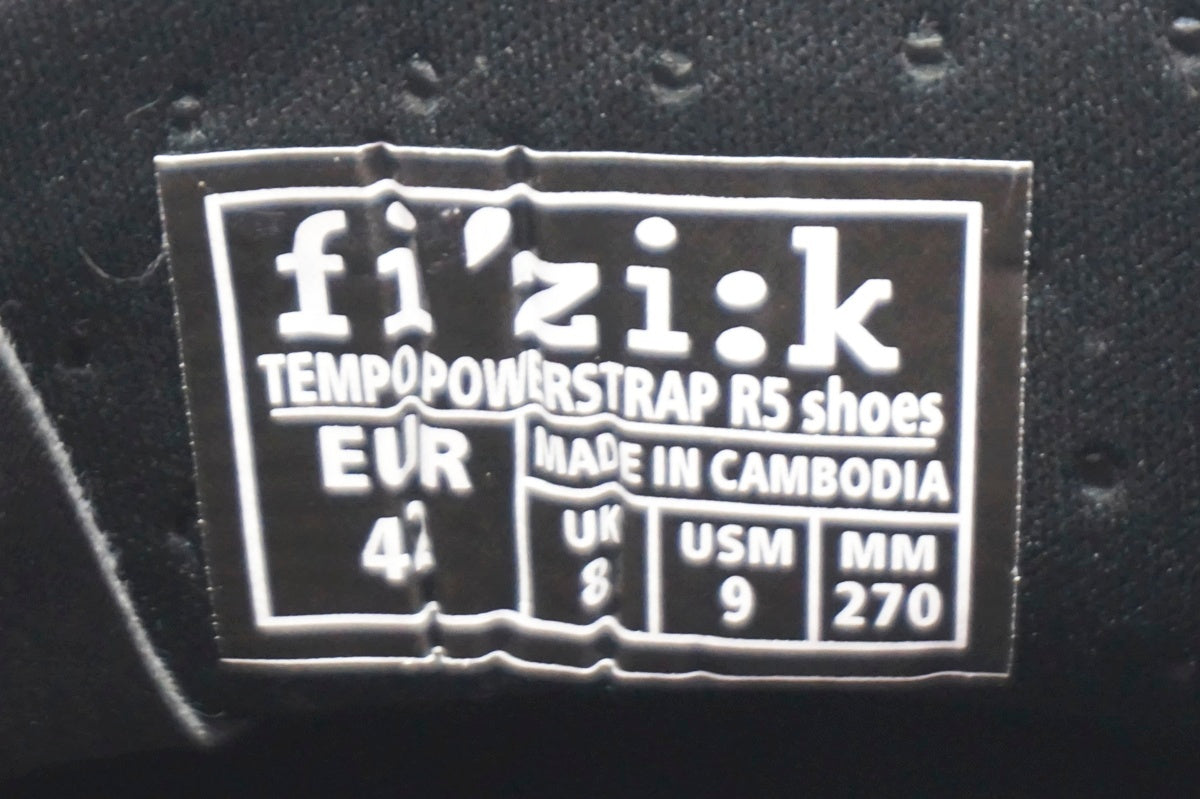 fi'zi:k
TEMPO POWERSTRAP R5 shoes
EUR
42
MADE IN CAMBODIA
UK
8
USM
9
MM
270